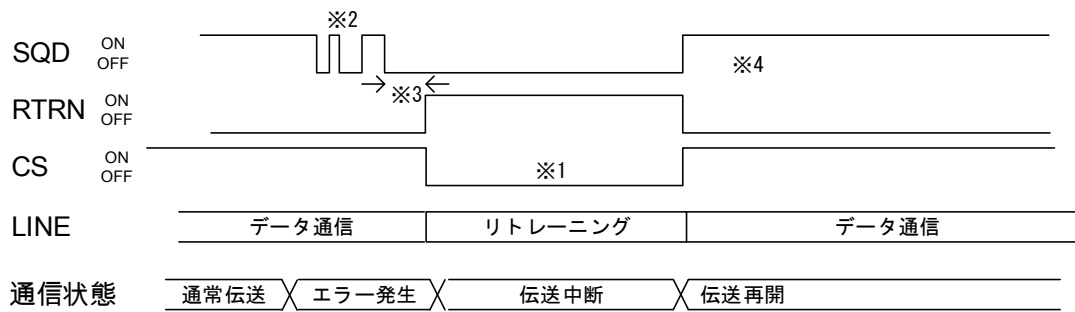 ※2
SQD ON
OFF
※4
※3
RTRN ON
OFF
CS ON
OFF
※1
LINE データ通信 リトレーニング データ通信
通信状態 通常伝送 エラー発生 伝送中断 伝送再開